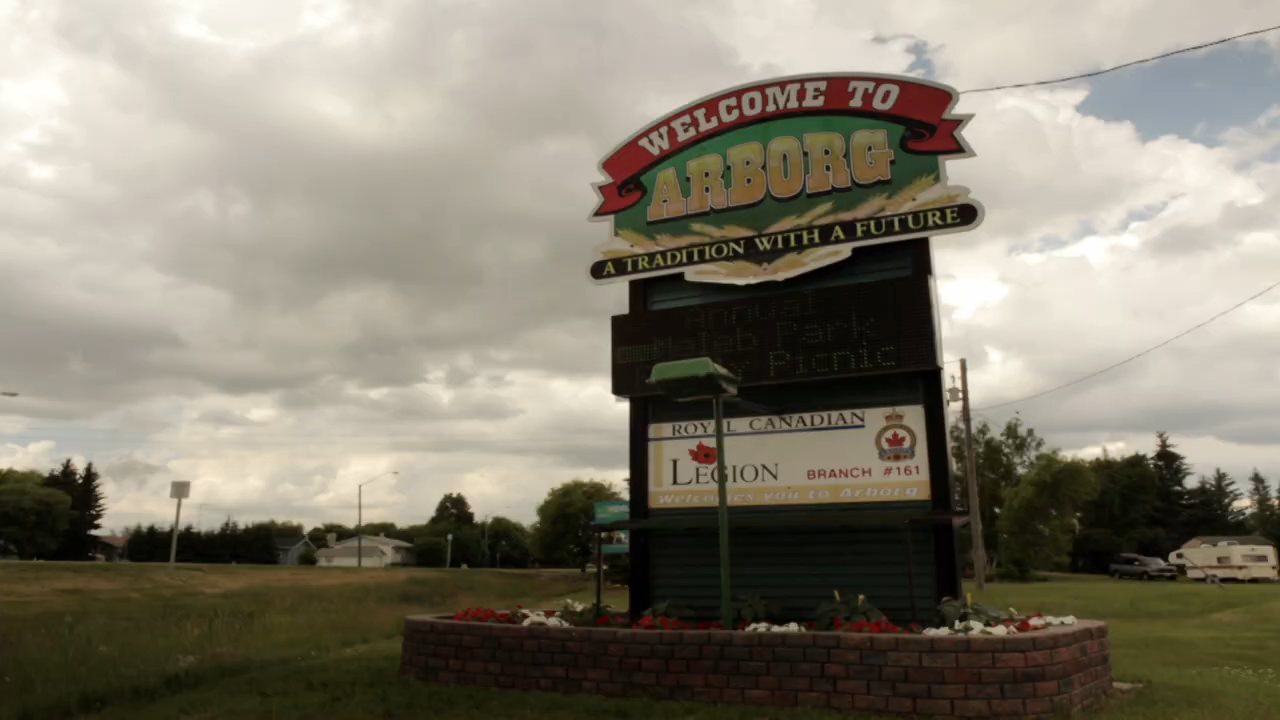 WELCOME TO
ARBORG
A TRADITION WITH A FUTURE
Annual
Park
Picnic
ROYAL CANADIAN
LEGION
BRANCH #161
Welcomes you to Arborg